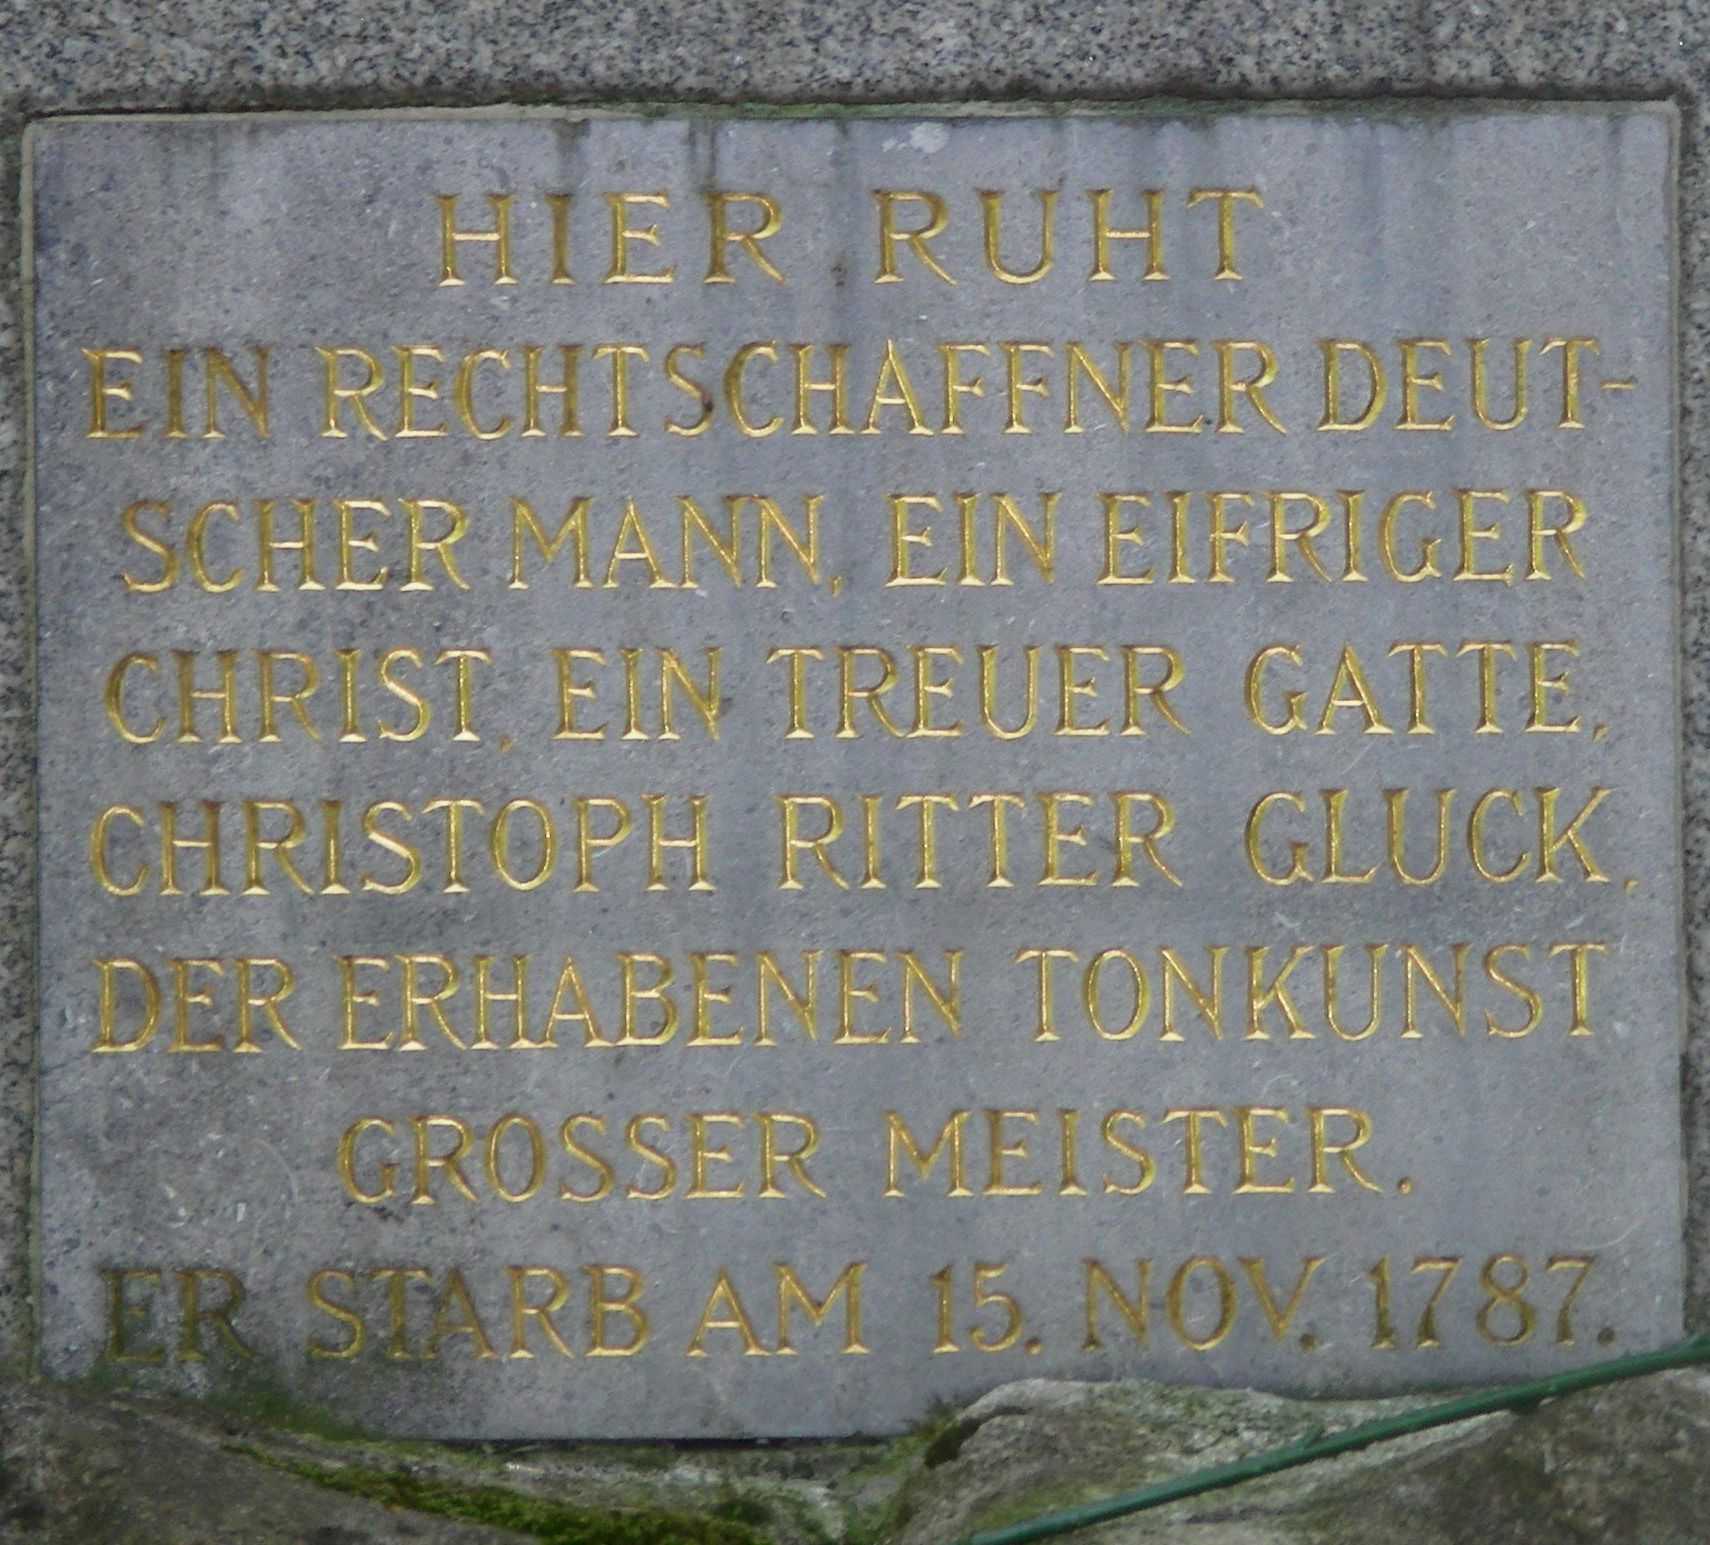 HIER RUHT
EIN RECHTSCHAFFNER DEUT-
SCHER MANN, EIN EIFRIGER
CHRIST, EIN TREUER GATTE,
CHRISTOPH RITTER GLUCK,
DER ERHABENEN TONKUNST
GROSSER MEISTER.
ER STARB AM 15. NOV. 1787.